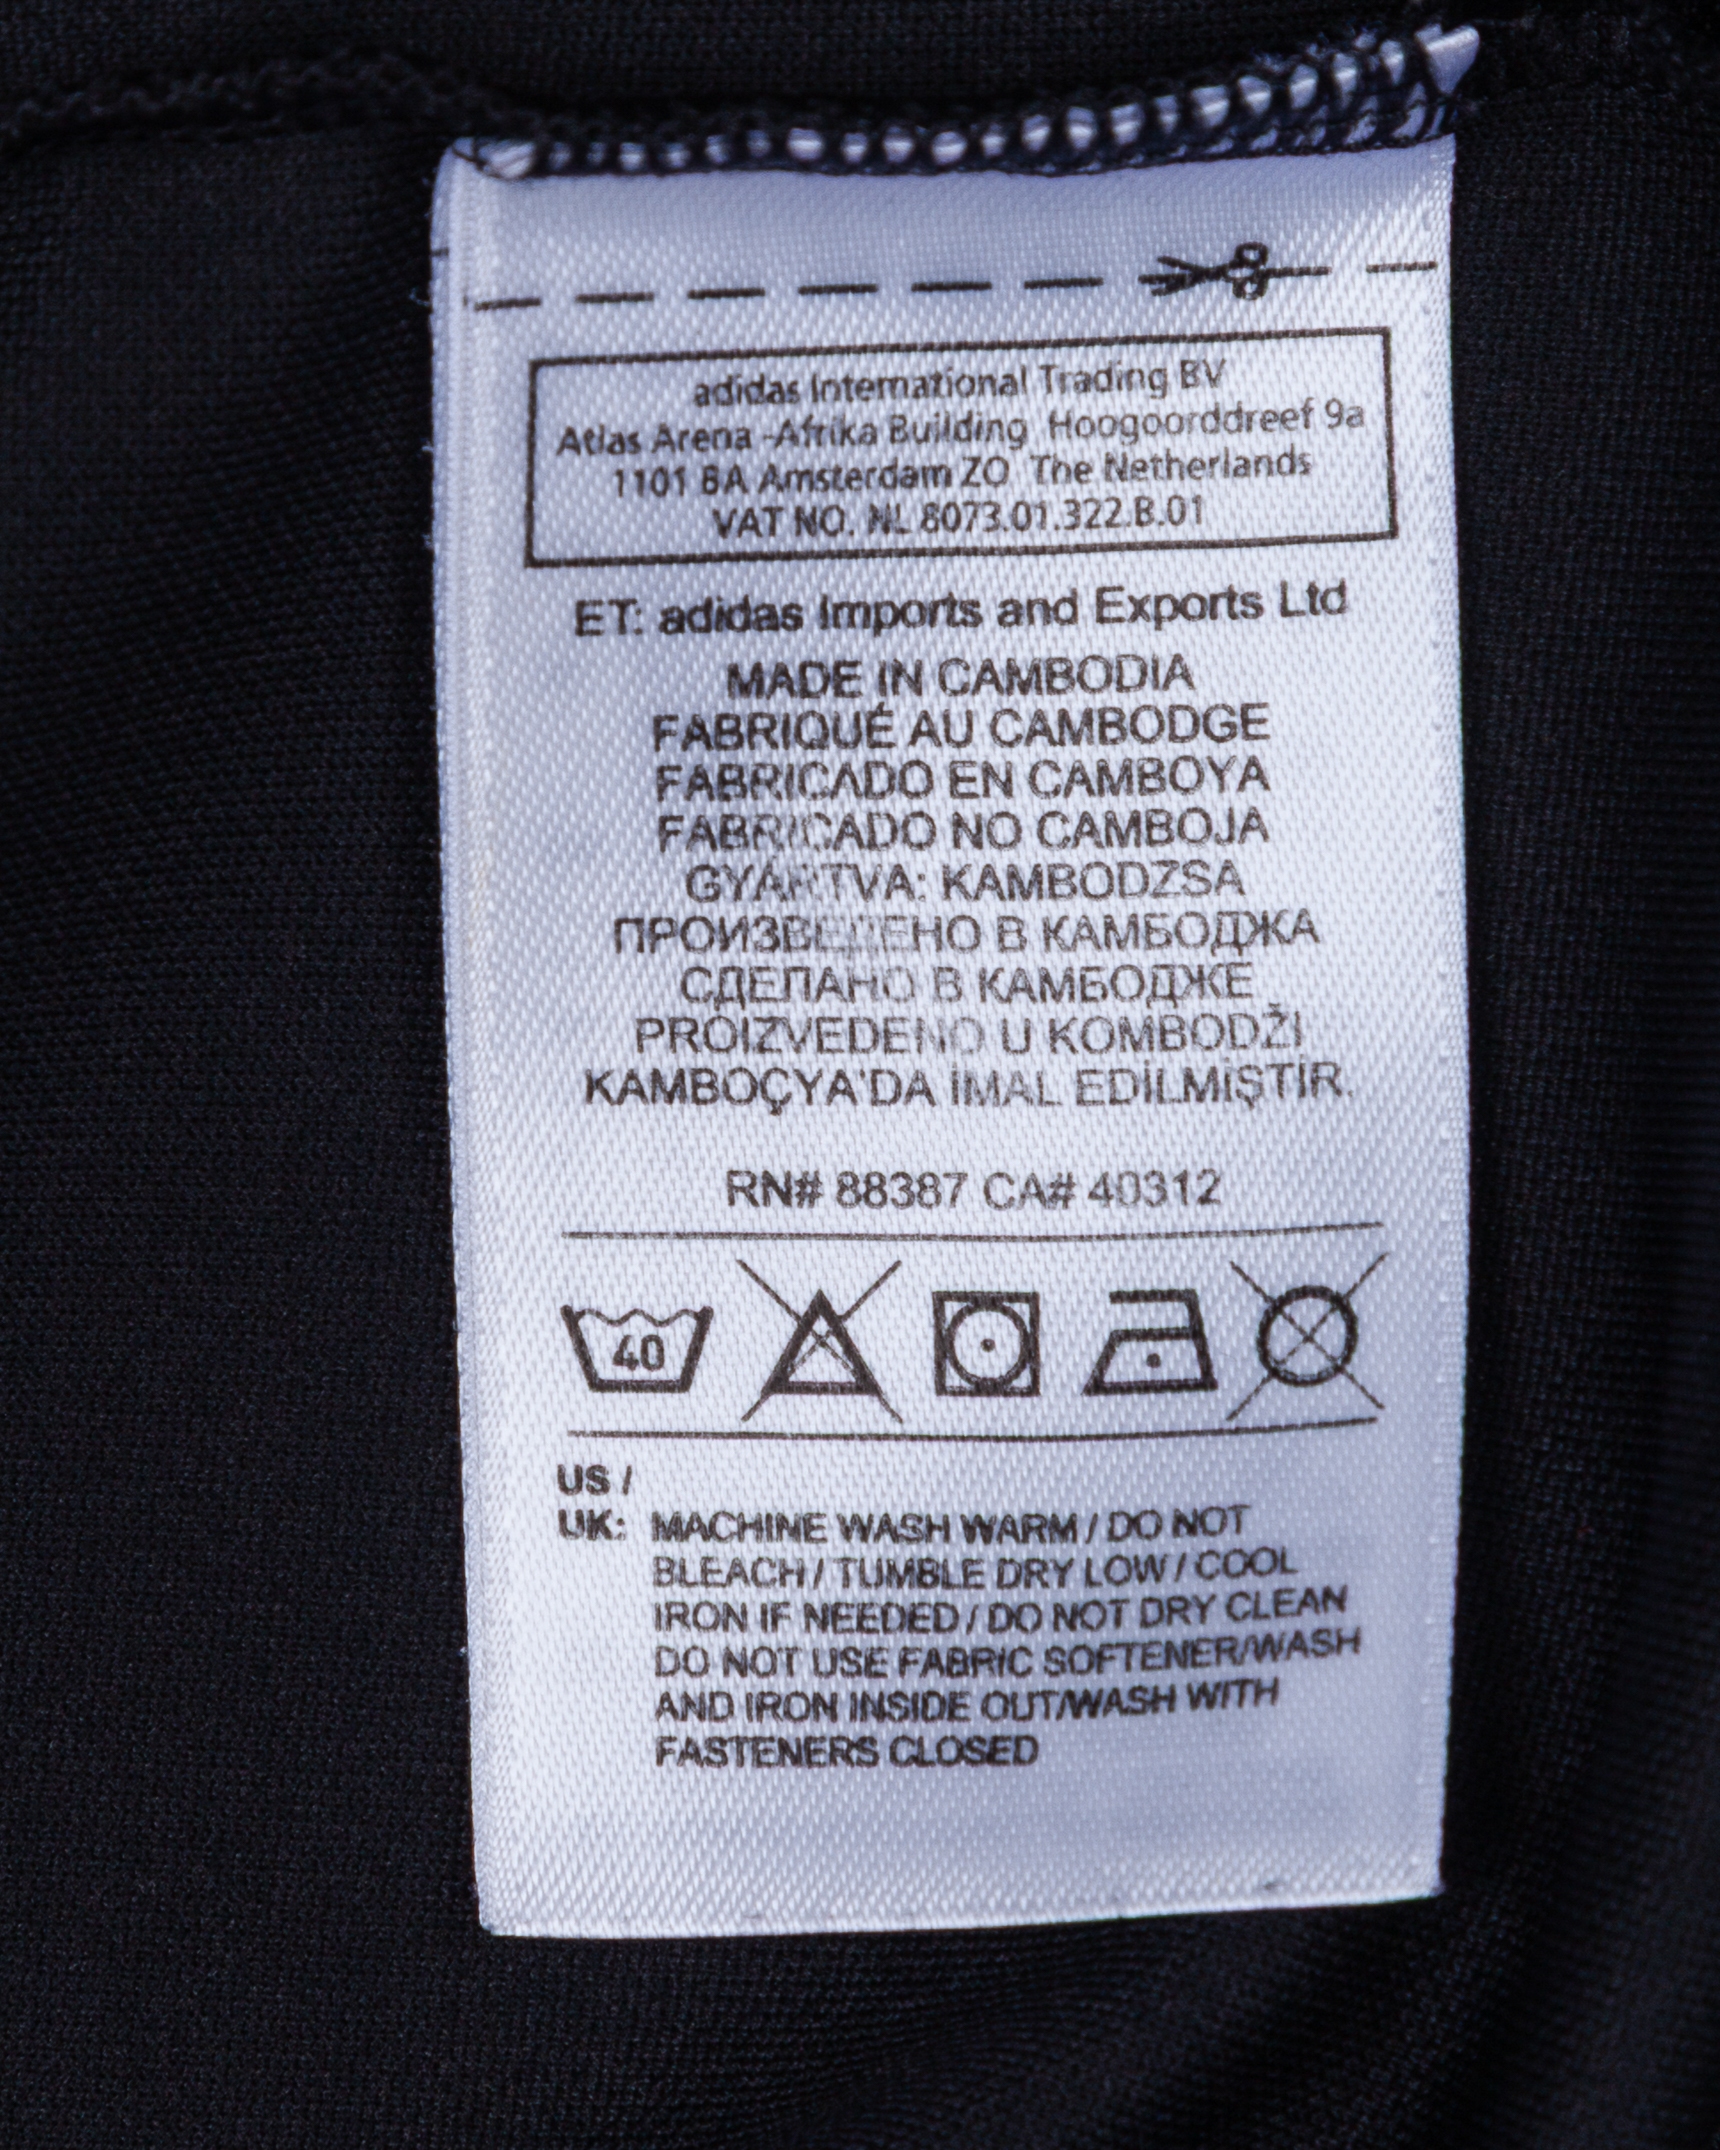 adidas International Trading BV
Atlas Arena -Afrika Building Hoogoorddreef 9a
1101 BA Amsterdam ZO The Netherlands
VAT NO. NL 8073.01.322.B.01
ET: adidas Imports and Exports Ltd
MADE IN CAMBODIA
FABRIQUÉ AU CAMBODGE
FABRICADO EN CAMBOYA
FABRICADO NO CAMBOJA
GYÁRTVA: KAMBODZSA
ПРОИЗВЕДЕНО В КАМБОДЖА
СДЕЛАНО В КАМБОДЖЕ
PROIZVEDENO U KOMBODŽI
KAMBOÇYA'DA İMAL EDİLMİŞTİR.
RN# 88387 CA# 40312
40
US /
UK: MACHINE WASH WARM / DO NOT
BLEACH / TUMBLE DRY LOW / COOL
IRON IF NEEDED / DO NOT DRY CLEAN
DO NOT USE FABRIC SOFTENER/WASH
AND IRON INSIDE OUT/WASH WITH
FASTENERS CLOSED